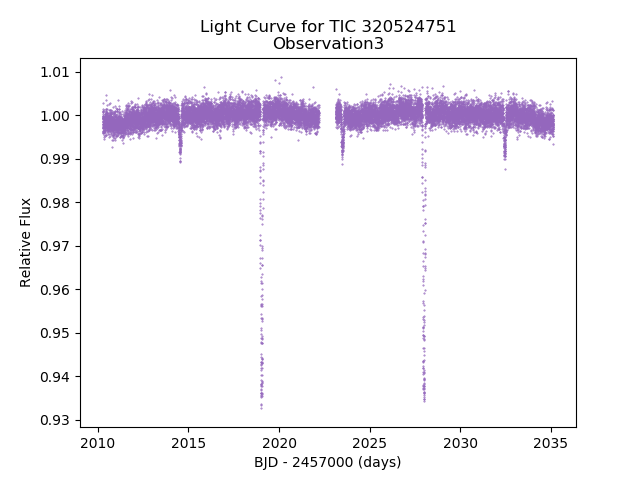 Light Curve for TIC 320524751
Observation3
1.01
1.00
0.99
0.98
0.97
0.96
0.95
0.94
0.93
Relative Flux
2010 2015 2020 2025 2030 2035
BJD - 2457000 (days)